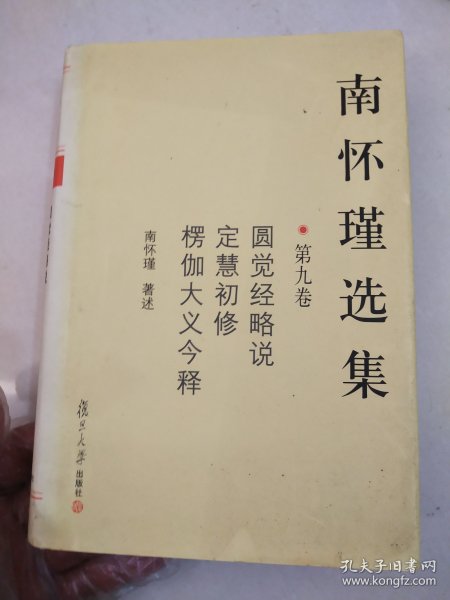 南怀瑾选集
第九卷
圆觉经略说
定慧初修
楞伽大义今释
南怀瑾 著述
復旦大学出版社
孔夫子旧书网
www.kongfz.com